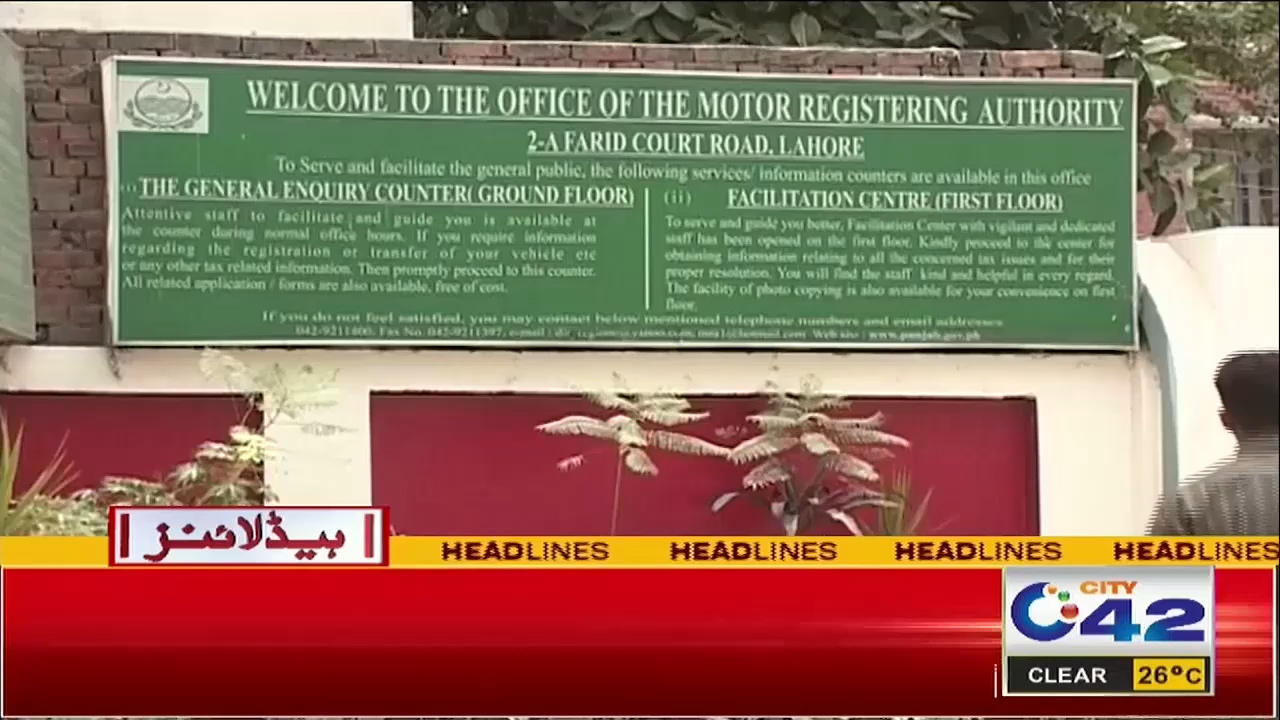 WELCOME TO THE OFFICE OF THE MOTOR REGISTERING AUTHORITY
2-A FARID COURT ROAD, LAHORE
To Serve and facilitate the general public, the following services/ information counters are available in this office
THE GENERAL ENQUIRY COUNTER( GROUND FLOOR)
Attentive staff to facilitate and guide you is available at
the counter during normal office hours. If you require information
regarding the registration or transfer of your vehicle etc
or any other tax related information. Then promptly proceed to this counter.
All related application / forms are also available, free of cost.
(ii) FACILITATION CENTRE (FIRST FLOOR)
To serve and guide you better, Facilitation Center with vigilant and dedicated
staff has been opened on the first floor. Kindly proceed to the center for
obtaining information relating to all the concerned tax issues and for their
proper resolution. You will find the staff kind and helpful in every regard.
The facility of photo copying is also available for your convenience on first
floor.
If you do not feel satisfied, you may contact below mentioned telephone numbers and email addresses
Fax No. Web site : www.punjab.gov.pk
ہیڈلائنز
HEADLINES HEADLINES HEADLINES HEADLINES
CITY
42
CLEAR 26°C